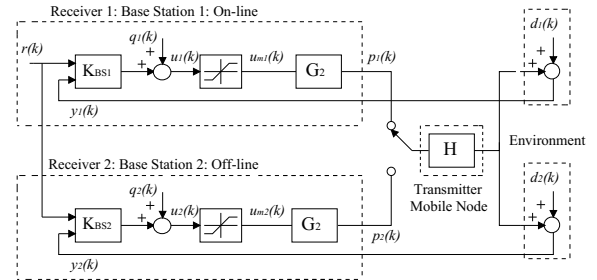 Receiver 1: Base Station 1: On-line
d1(k)
r(k)
q1(k)
u1(k)
um1(k)
p1(k)
+
+
KBS1
G2
+
+
y1(k)
H
Environment
Transmitter
Mobile Node
Receiver 2: Base Station 2: Off-line
d2(k)
q2(k)
u2(k)
um2(k)
p2(k)
+
+
KBS2
G2
+
+
y2(k)